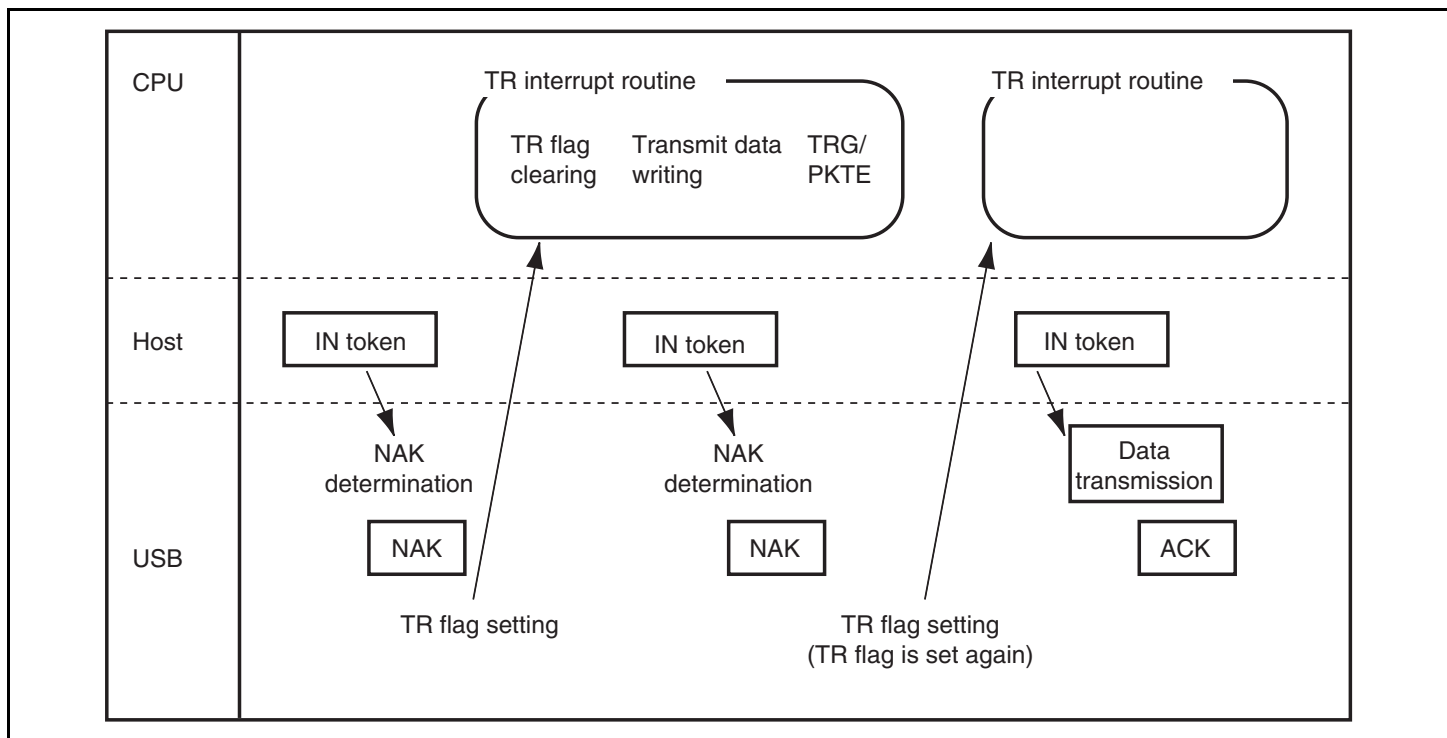 CPU
TR interrupt routine
TR flag
clearing
Transmit data
writing
TRG/
PKTE
TR interrupt routine
Host
IN token
IN token
IN token
USB
NAK
determination
NAK
NAK
determination
NAK
Data
transmission
ACK
TR flag setting
TR flag setting
(TR flag is set again)